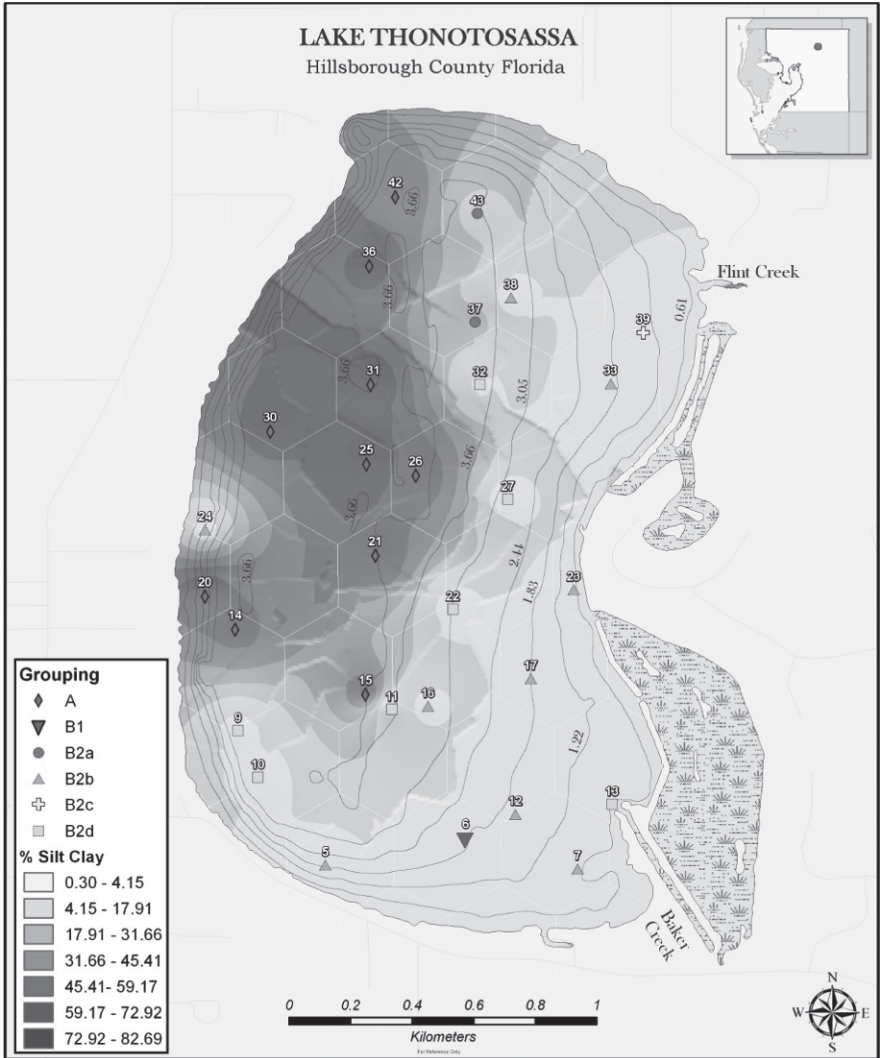 LAKE THONOTOSASSA
Hillsborough County Florida
42
3.66
43
36
3.66
38
Flint Creek
37
39
0.61
3.66
31
32
3.05
33
30
25
26
3.66
27
3.66
24
21
2.44
3.66
20
23
1.83
22
14
15
17
11
16
9
1.22
10
13
12
6
5
7
Baker
Creek
Grouping
A
B1
B2a
B2b
B2c
B2d
% Silt Clay
0.30 - 4.15
4.15 - 17.91
17.91 - 31.66
31.66 - 45.41
45.41- 59.17
59.17 - 72.92
72.92 - 82.69
0 0.2 0.4 0.6 0.8 1
Kilometers
For Reference Only
N
W E
S